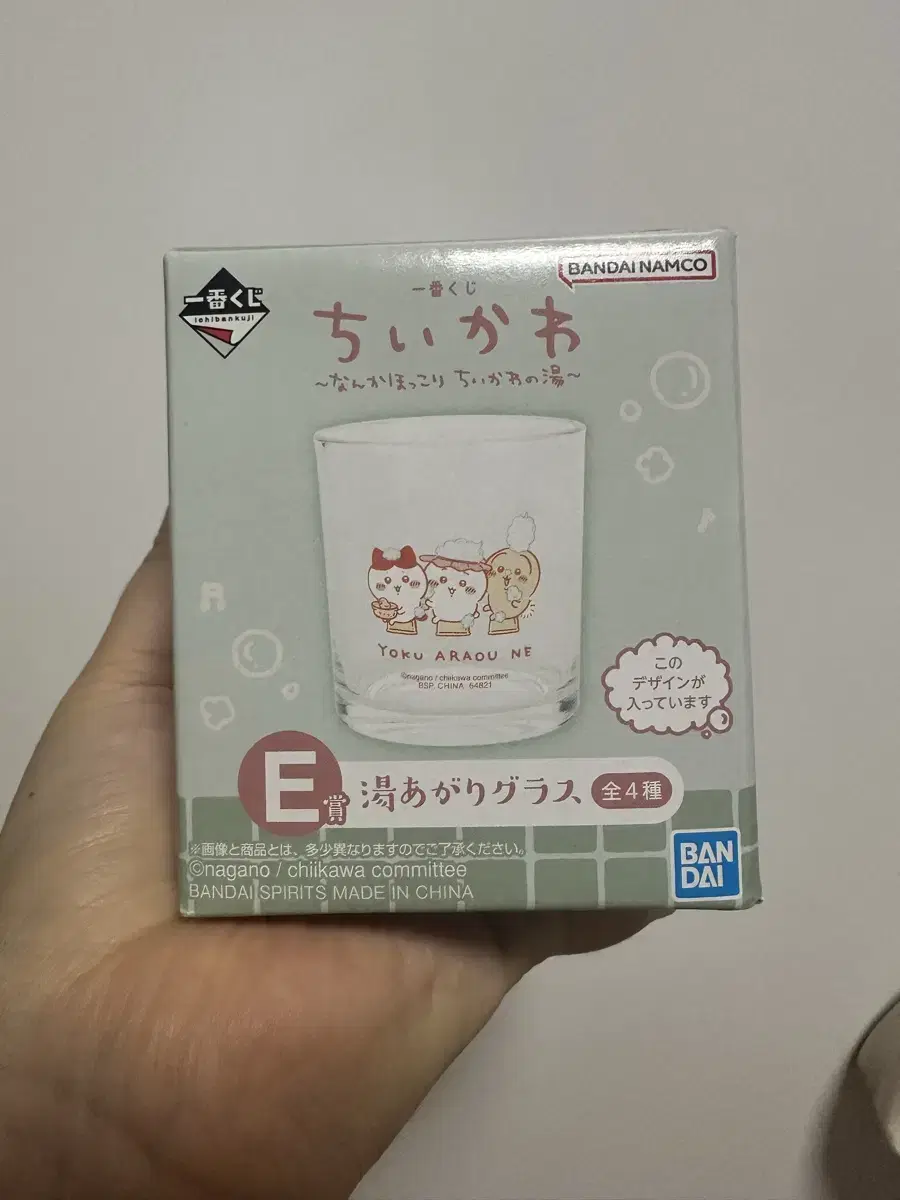 一番くじ
ichibankuji
BANDAI NAMCO
一番くじ
ちいかわ
~なんかほっこり ちいかわの湯~
YOKU ARAOU NE
©nagano / chiikawa committee
BSP, CHINA 64821
この
デザインが
入っています
E賞 湯あがりグラス 全4種
※画像と商品とは、多少異なりますのでご了承ください。
©nagano / chiikawa committee
BANDAI SPIRITS MADE IN CHINA
BAN
DAI